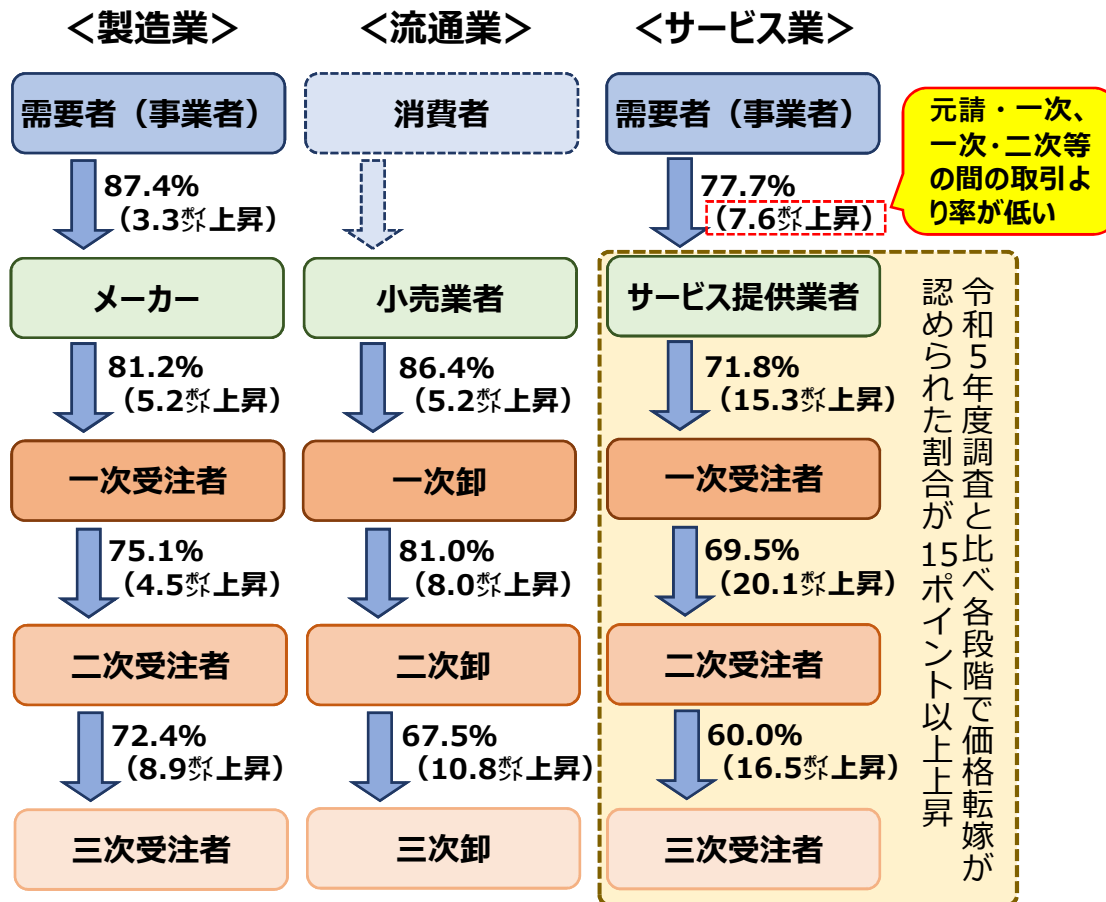 ＜製造業＞
需要者（事業者）
87.4%
（3.3ポイント上昇）
メーカー
81.2%
（5.2ポイント上昇）
一次受注者
75.1%
（4.5ポイント上昇）
二次受注者
72.4%
（8.9ポイント上昇）
三次受注者
＜流通業＞
消費者
小売業者
86.4%
（5.2ポイント上昇）
一次卸
81.0%
（8.0ポイント上昇）
二次卸
67.5%
（10.8ポイント上昇）
三次卸
＜サービス業＞
需要者（事業者）
77.7%
（7.6ポイント上昇）
サービス提供業者
71.8%
（15.3ポイント上昇）
一次受注者
69.5%
（20.1ポイント上昇）
二次受注者
60.0%
（16.5ポイント上昇）
三次受注者
元請・一次、
一次・二次等
の間の取引よ
り率が低い
令和５年度調査と比べ各段階で価格転嫁が
認められた割合が15ポイント以上上昇